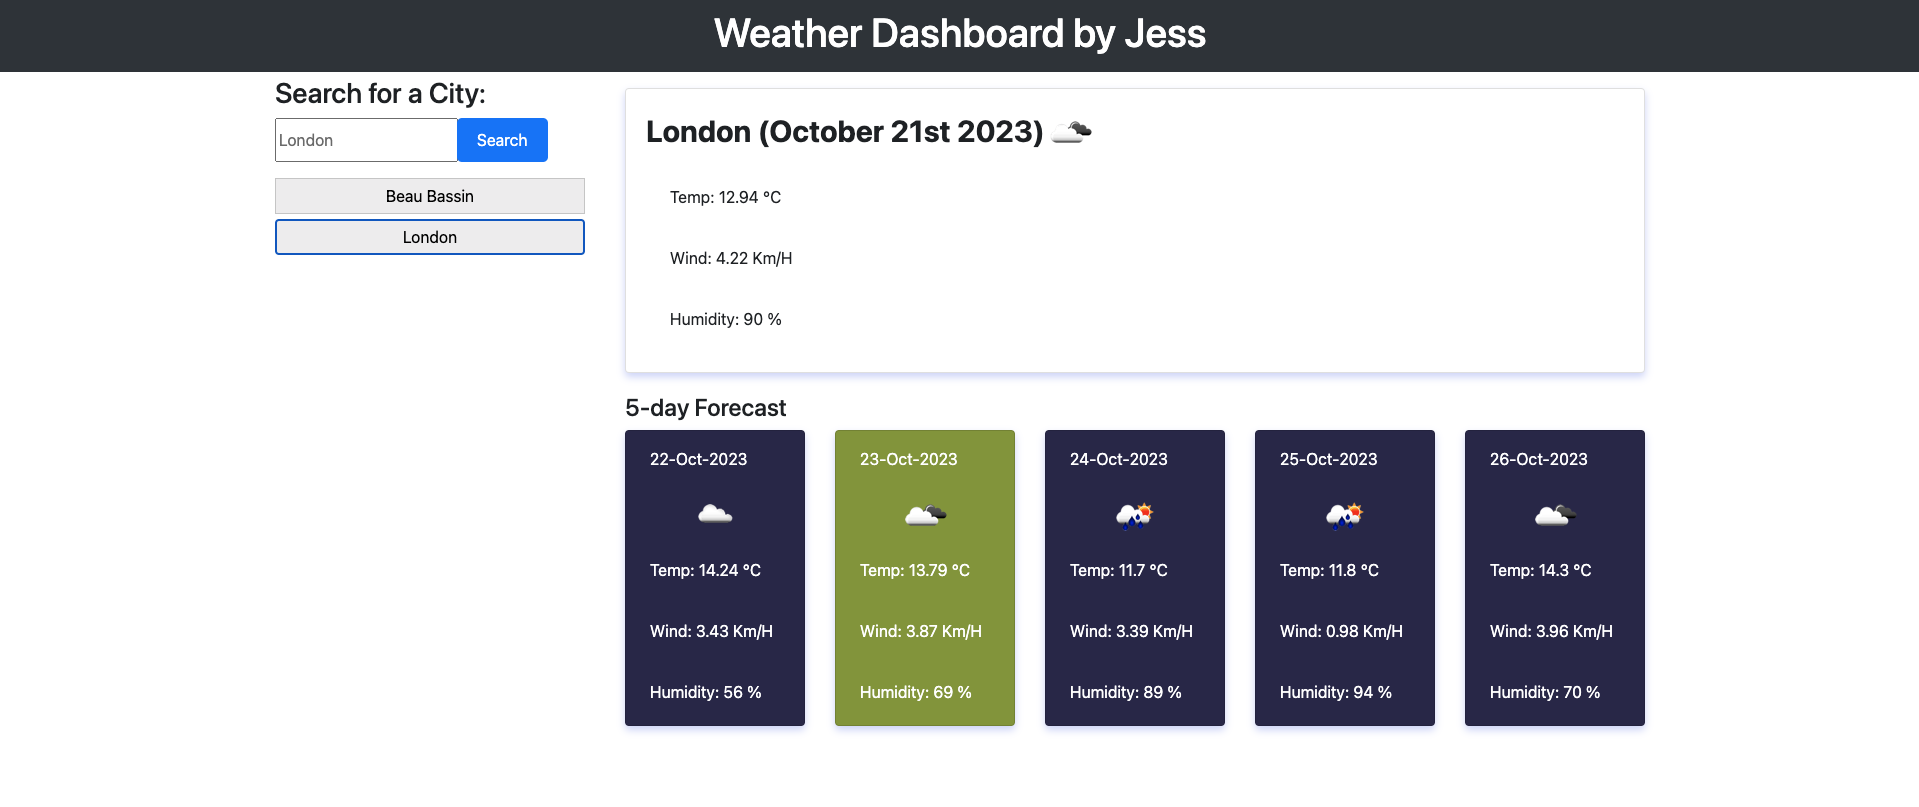 Weather Dashboard by Jess
Search for a City:
London
Search
Beau Bassin
London
London (October 21st 2023)
Temp: 12.94 °C
Wind: 4.22 Km/H
Humidity: 90 %
5-day Forecast
22-Oct-2023
Temp: 14.24 °C
Wind: 3.43 Km/H
Humidity: 56 %
23-Oct-2023
Temp: 13.79 °C
Wind: 3.87 Km/H
Humidity: 69 %
24-Oct-2023
Temp: 11.7 °C
Wind: 3.39 Km/H
Humidity: 89 %
25-Oct-2023
Temp: 11.8 °C
Wind: 0.98 Km/H
Humidity: 94 %
26-Oct-2023
Temp: 14.3 °C
Wind: 3.96 Km/H
Humidity: 70 %